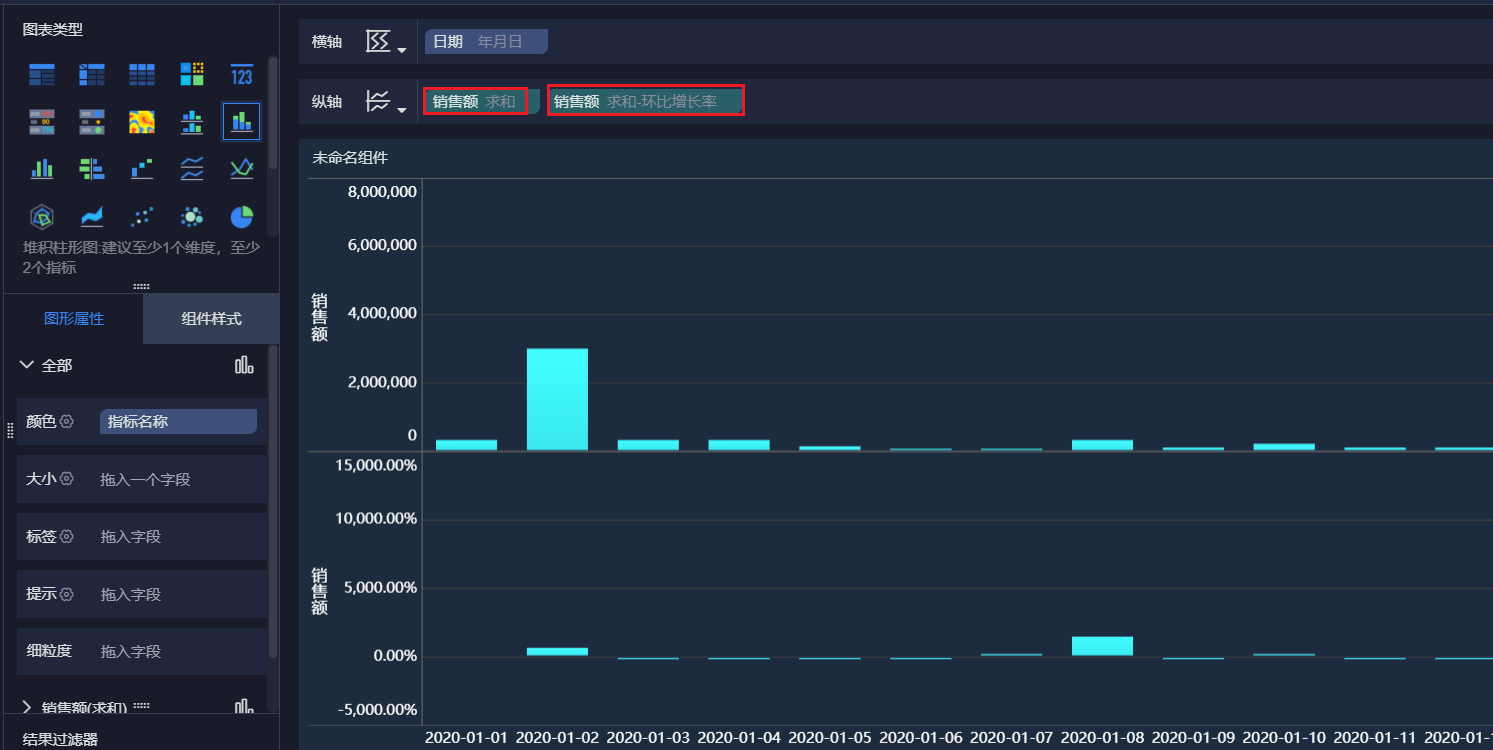 图表类型
123
堆积柱形图:建议至少1个维度，至少
2个指标
图形属性
组件样式
全部
颜色
指标名称
大小
拖入一个字段
标签
拖入字段
提示
拖入字段
细粒度
拖入字段
销售额(求和)
结果过滤器
横轴
日期 年月日
纵轴
销售额 求和
销售额 求和-环比增长率
未命名组件
8,000,000
6,000,000
4,000,000
2,000,000
0
销售额
15,000.00%
10,000.00%
5,000.00%
0.00%
-5,000.00%
销售额
2020-01-01 2020-01-02 2020-01-03 2020-01-04 2020-01-05 2020-01-06 2020-01-07 2020-01-08 2020-01-09 2020-01-10 2020-01-11 2020-01-